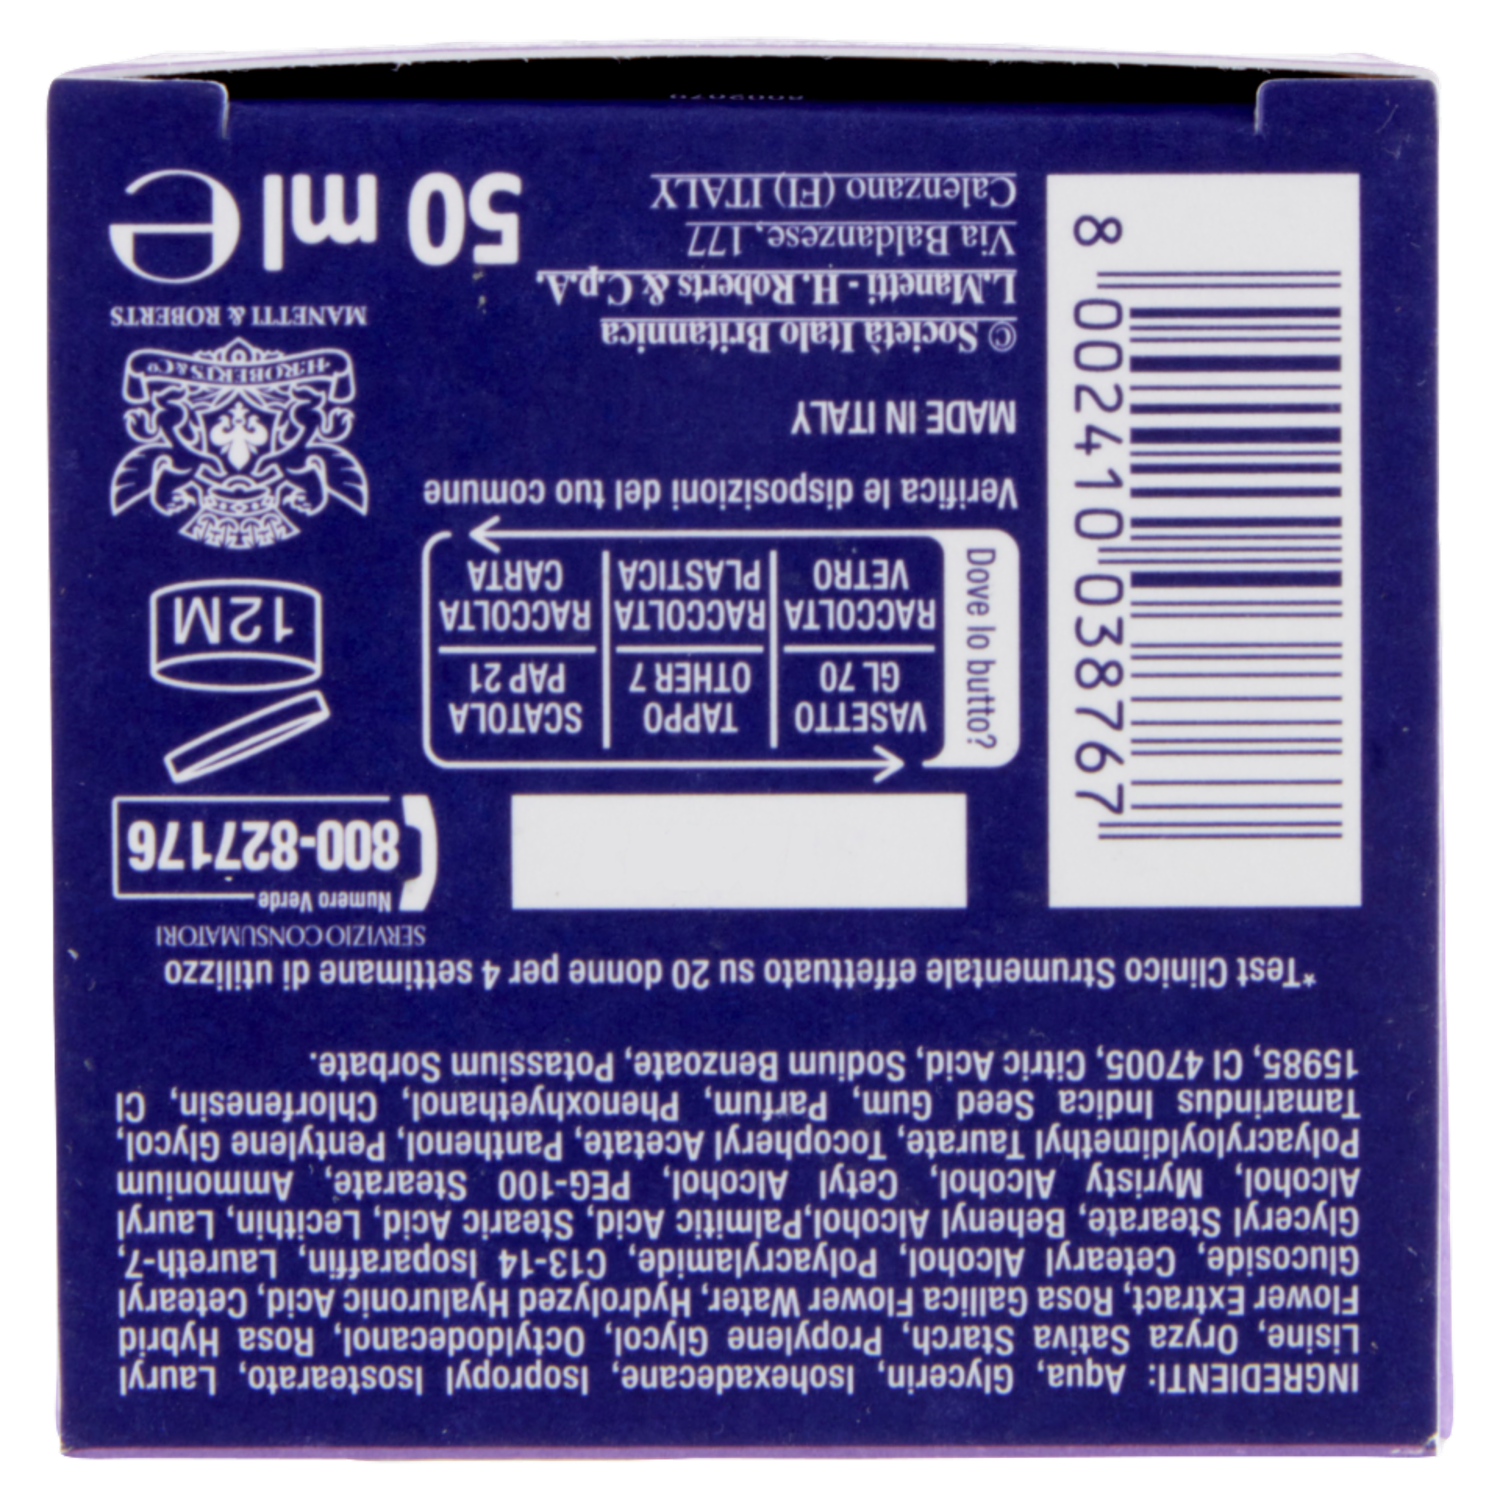 INGREDIENTI: Aqua, Glycerin, Isohexadecane, Isopropyl Isostearato, Lauryl
Lisine, Oryza Sativa Starch, Propylene Glycol, Octyldodecanol, Rosa Hybrid
Flower Extract, Rosa Gallica Flower Water, Hydrolyzed Hyaluronic Acid, Cetearyl
Glucoside, Cetearyl Alcohol, Polyacrylamide, C13-14 Isoparaffin, Laureth-7,
Glyceryl Stearate, Behenyl Alcohol,Palmitic Acid, Stearic Acid, Lecithin, Lauryl
Alcohol, Myristy Alcohol, Cetyl Alcohol, PEG-100 Stearate, Ammonium
Polyacryloyldimethyl Taurate, Tocopheryl Acetate, Panthenol, Pentylene Glycol,
Tamarindus Indica Seed Gum, Parfum, Phenoxyethyanol, Chlorfenesin, CI
15985, CI 47005, Citric Acid, Sodium Benzoate, Potassium Sorbate.
*Test Clinico Strumentale effettuato su 20 donne per 4 settimane di utilizzo
SERVIZIO CONSUMATORI
Numero Verde
800-827176
8 002410 038767
Dove lo butto?
VASETTO
GL 70
RACCOLTA
VETRO
TAPPO
OTHER 7
RACCOLTA
PLASTICA
SCATOLA
PAP 21
RACCOLTA
CARTA
Verifica le disposizioni del tuo comune
12M
MADE IN ITALY
© Società Italo Britannica
L.Manetti - H. Roberts & C.p.A.
Via Baldanzese, 177
Calenzano (FI) ITALY
H.ROBERTS & Cº
MANETTI & ROBERTS
50 ml e